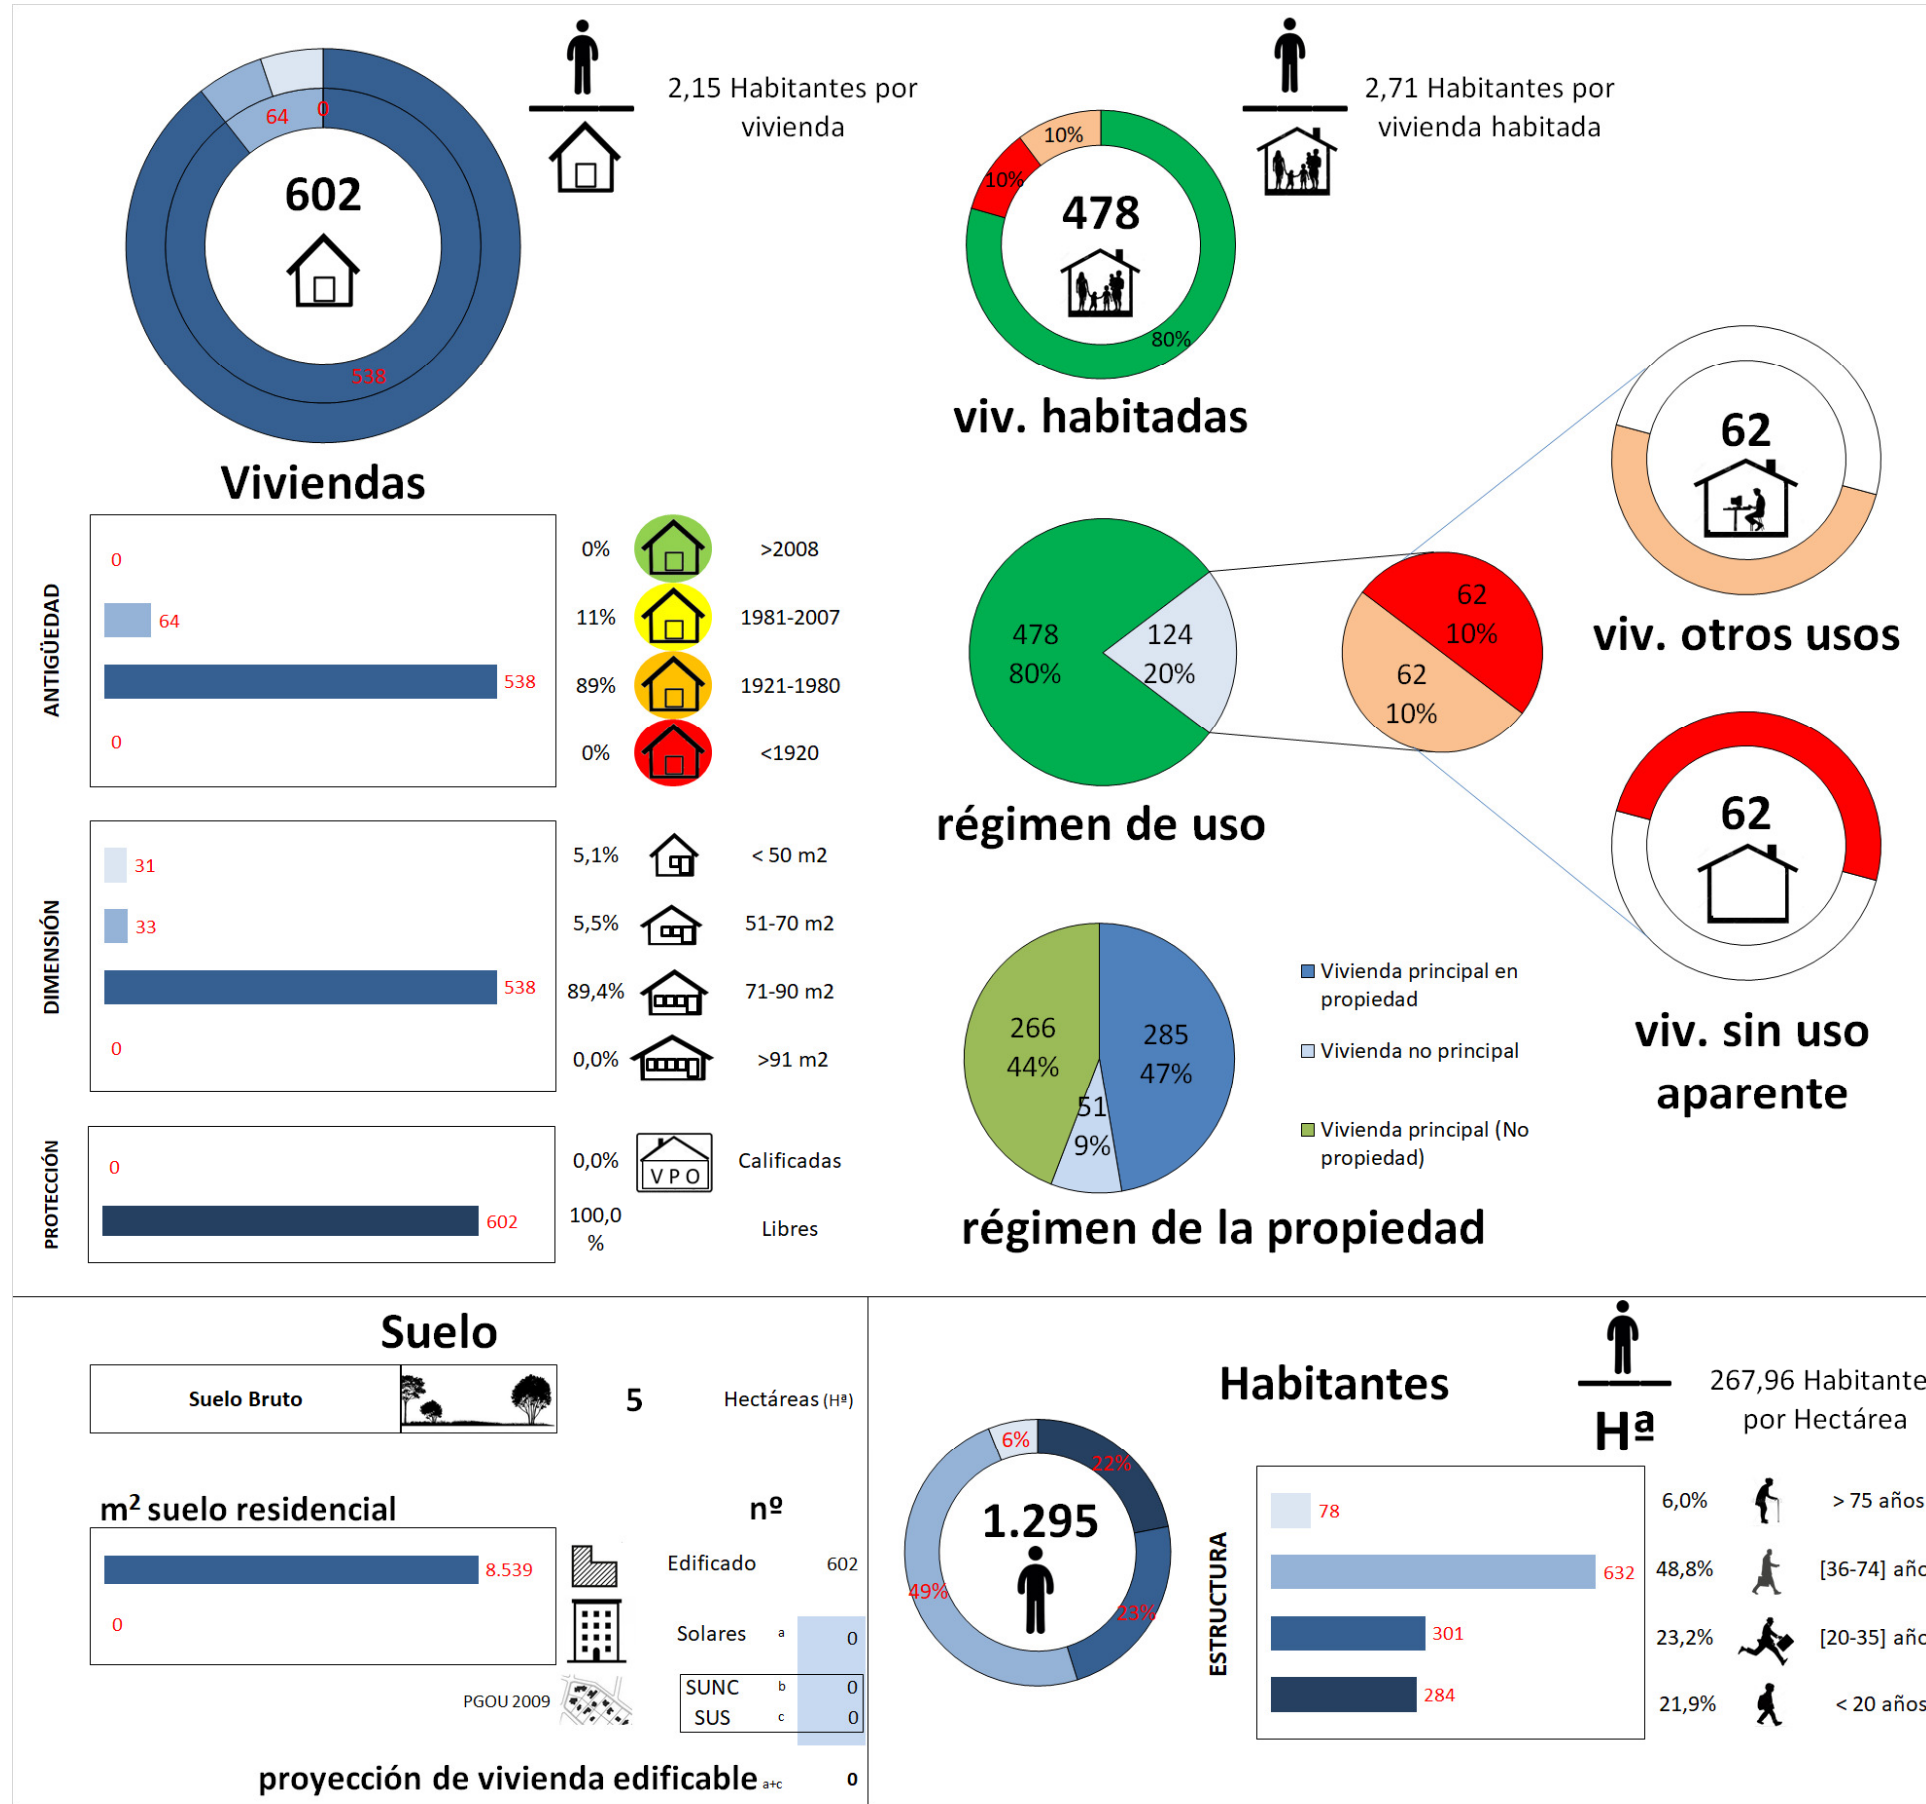 64
0
602
538
Viviendas
2,15 Habitantes por
vivienda
10%
10%
478
80%
viv. habitadas
2,71 Habitantes por
vivienda habitada
62
viv. otros usos
ANTIGÜEDAD
0
0%
>2008
64
11%
1981-2007
538
89%
1921-1980
0
0%
<1920
478
80%
124
20%
62
10%
62
10%
régimen de uso
62
viv. sin uso
aparente
DIMENSIÓN
31
5,1%
< 50 m2
33
5,5%
51-70 m2
538
89,4%
71-90 m2
0
0,0%
>91 m2
266
44%
285
47%
51
9%
Vivienda principal en
propiedad
Vivienda no principal
Vivienda principal (No
propiedad)
régimen de la propiedad
PROTECCIÓN
0
0,0%
VPO
Calificadas
602
100,0
%
Libres
Suelo
Suelo Bruto
5
Hectáreas (Hª)
m2 suelo residencial
nº
8.539
Edificado
602
0
Solares a
0
PGOU 2009
SUNC b
0
SUS c
0
proyección de vivienda edificable a+c
0
Habitantes
Hª
267,96 Habitante
por Hectárea
6%
22%
1.295
49%
23%
ESTRUCTURA
78
6,0%
> 75 años
632
48,8%
[36-74] año
301
23,2%
[20-35] año
284
21,9%
< 20 años